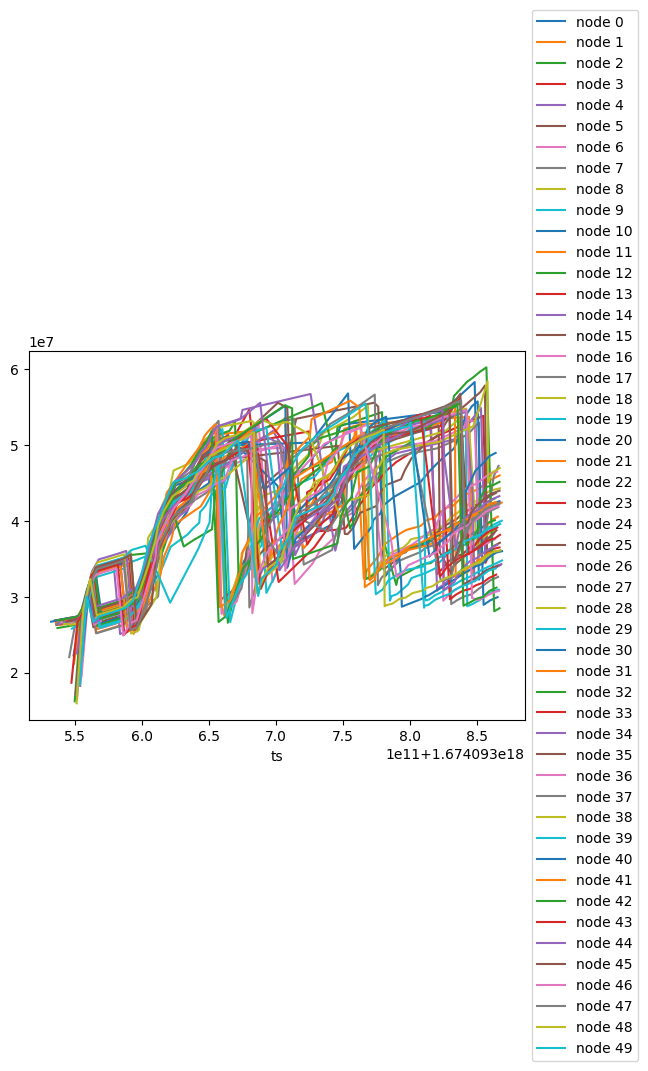 1e7
6
5
4
3
2
5.5 6.0 6.5 7.0 7.5 8.0 8.5
ts
1e11+1.674093e18
node 0
node 1
node 2
node 3
node 4
node 5
node 6
node 7
node 8
node 9
node 10
node 11
node 12
node 13
node 14
node 15
node 16
node 17
node 18
node 19
node 20
node 21
node 22
node 23
node 24
node 25
node 26
node 27
node 28
node 29
node 30
node 31
node 32
node 33
node 34
node 35
node 36
node 37
node 38
node 39
node 40
node 41
node 42
node 43
node 44
node 45
node 46
node 47
node 48
node 49